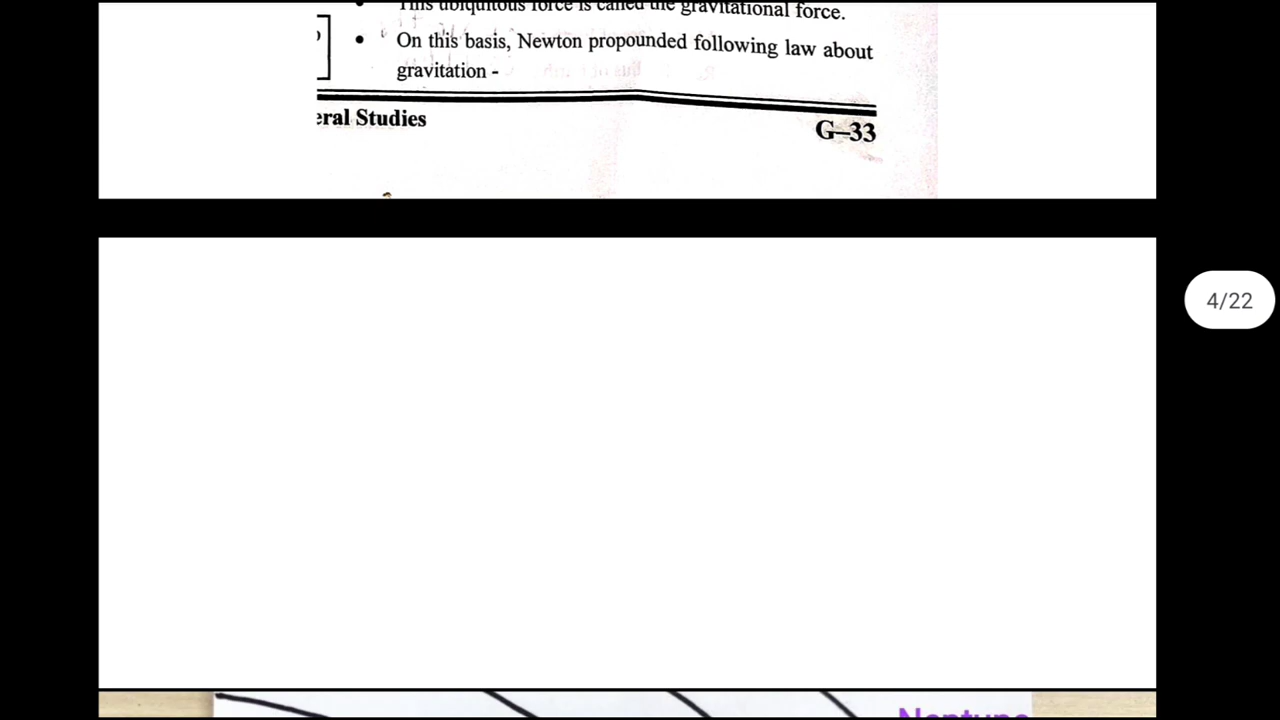 This ubiquitous force is called the gravitational force.
• On this basis, Newton propounded following law about
gravitation -
eral Studies
G–33
4/22
Neptune